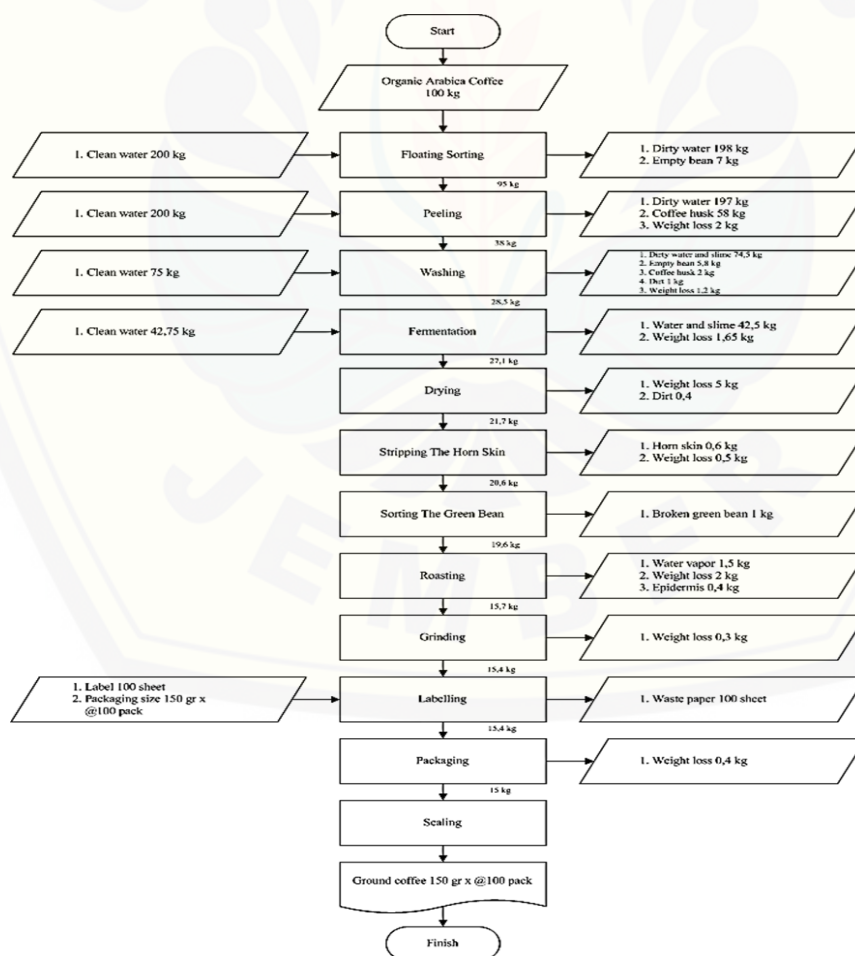 Start
Organic Arabica Coffee
100 kg
1. Clean water 200 kg
Floating Sorting
1. Dirty water 198 kg
2. Empty bean 7 kg
95 kg
1. Clean water 200 kg
Peeling
1. Dirty water 197 kg
2. Coffee husk 58 kg
3. Weight loss 2 kg
38 kg
1. Clean water 75 kg
Washing
1. Dirty water and slime 74,5 kg
2. Empty bean 5,8 kg
3. Coffee husk 2 kg
4. Dirt 1 kg
3. Weight loss 1,2 kg
28,5 kg
1. Clean water 42,75 kg
Fermentation
1. Water and slime 42,5 kg
2. Weight loss 1,65 kg
27,1 kg
Drying
1. Weight loss 5 kg
2. Dirt 0,4
21,7 kg
Stripping The Horn Skin
1. Horn skin 0,6 kg
2. Weight loss 0,5 kg
20,6 kg
Sorting The Green Bean
1. Broken green bean 1 kg
19,6 kg
Roasting
1. Water vapor 1,5 kg
2. Weight loss 2 kg
3. Epidermis 0,4 kg
15,7 kg
Grinding
1. Weight loss 0,3 kg
15,4 kg
1. Label 100 sheet
2. Packaging size 150 gr x
@100 pack
Labelling
1. Waste paper 100 sheet
15,4 kg
Packaging
1. Weight loss 0,4 kg
15 kg
Sealing
Ground coffee 150 gr x @100 pack
Finish
JEMBER